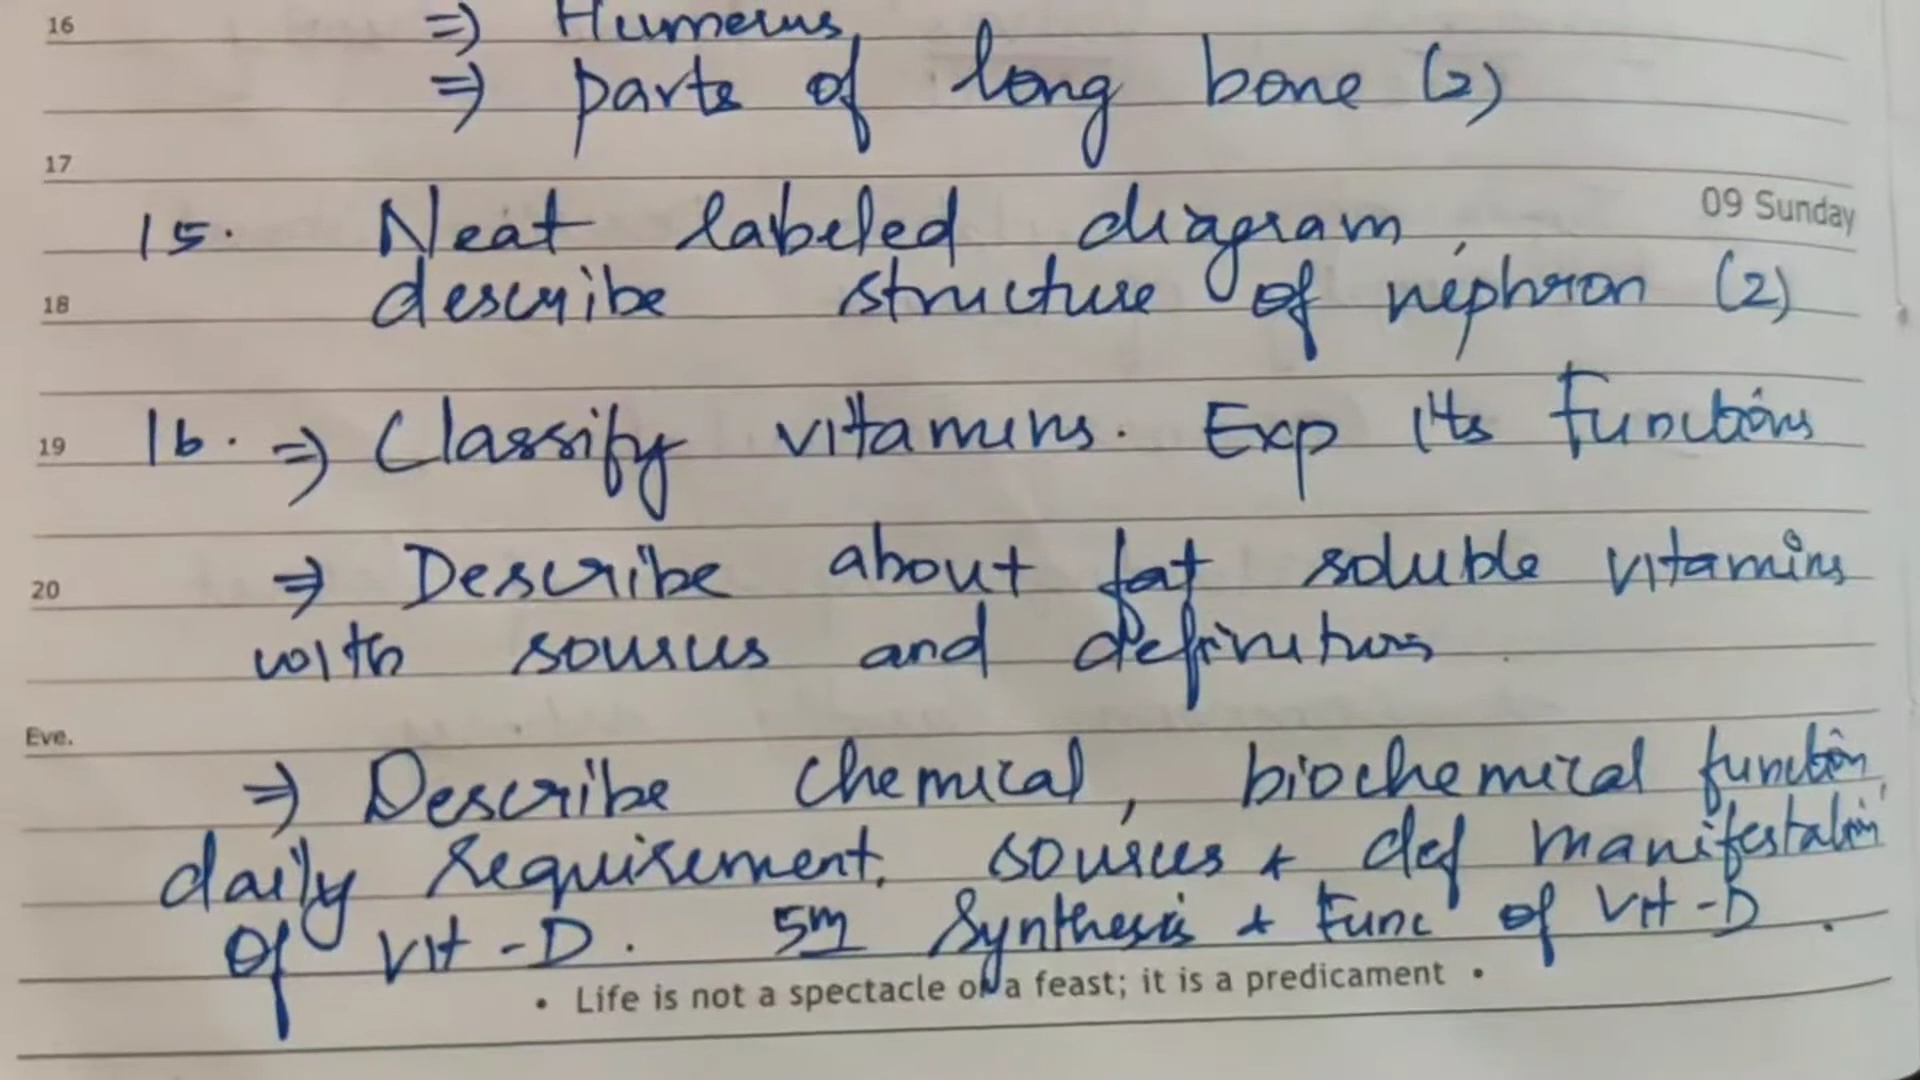 16 => Humerus
=> parts of long bone (2)
17
09 Sunday
15. Neat labeled diagram,
18 describe structure of nephron (2)
19 16. => Classify vitamins. Exp its functions
20 => Describe about fat soluble vitamins
with sources and definitions
Eve.
=> Describe chemical, biochemical function
daily requirement, sources + def manifestation
of vit-D. 5m Synthesis + Func of Vit-D.
• Life is not a spectacle or a feast; it is a predicament •